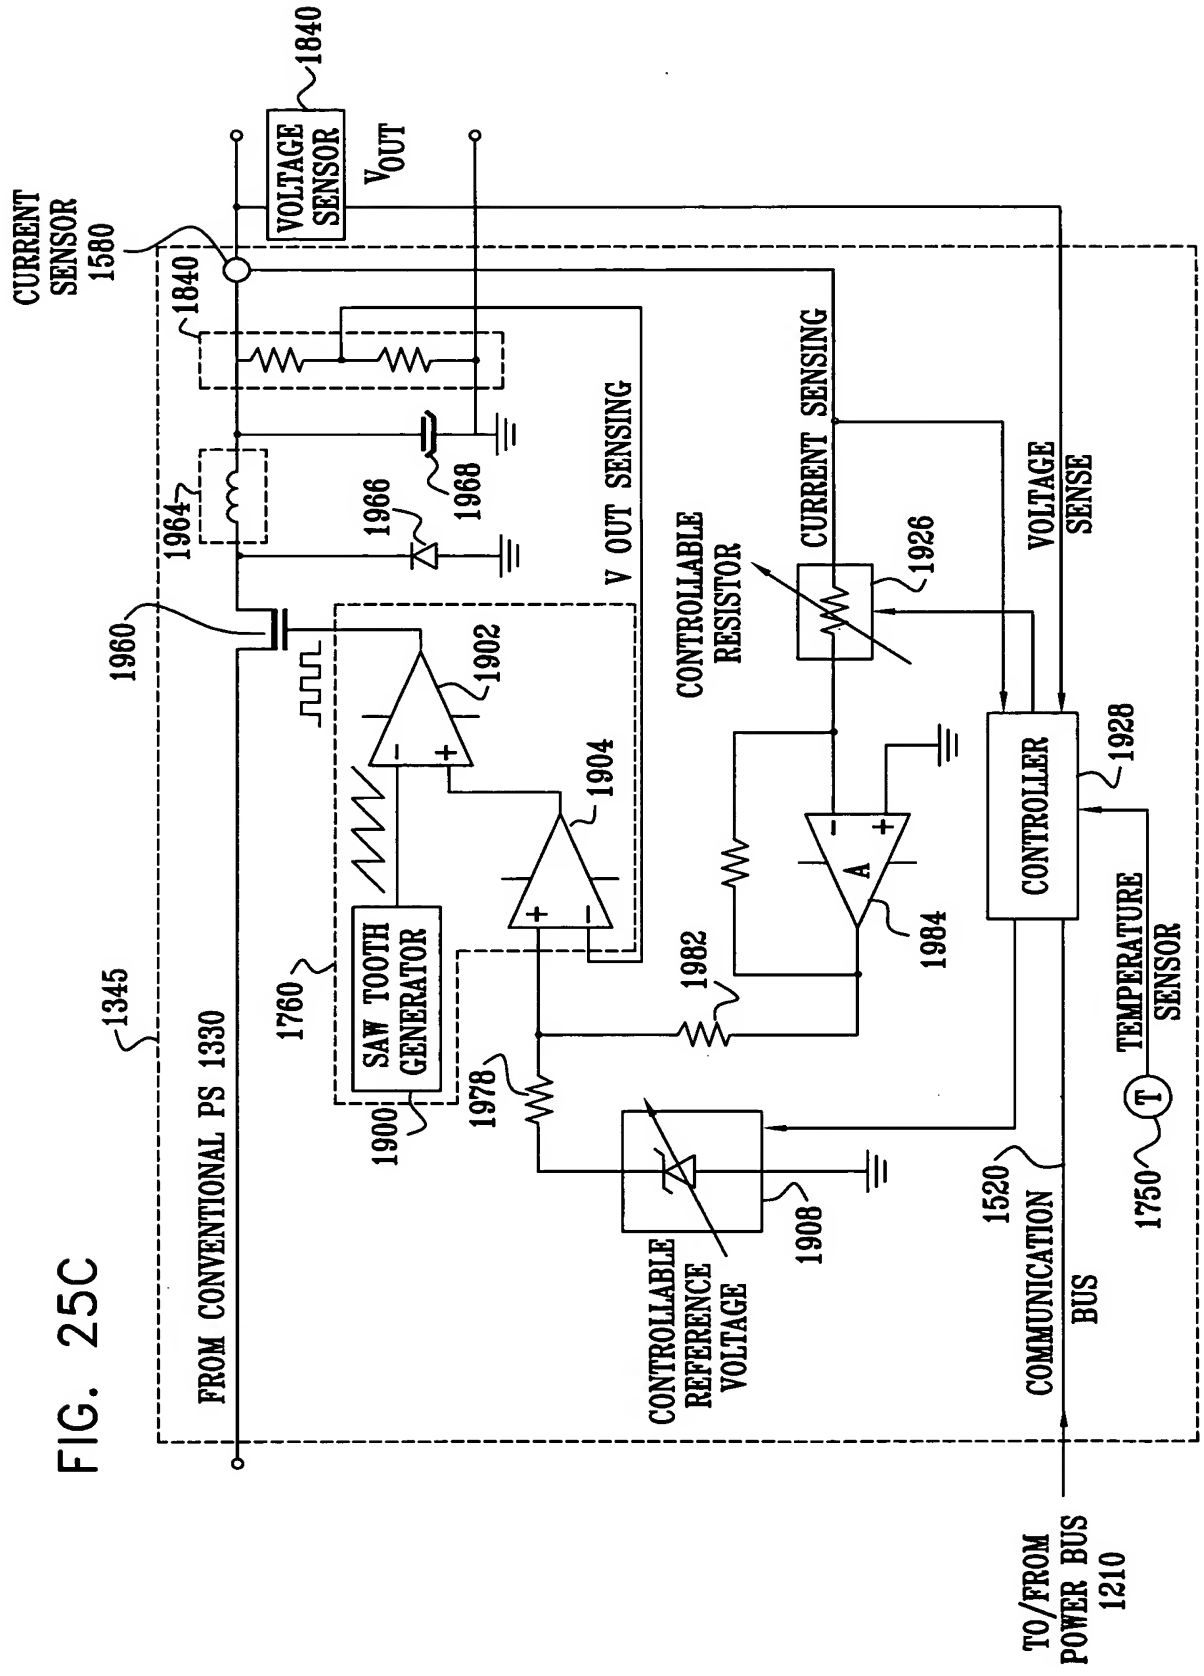 FIG. 25C
1345
FROM CONVENTIONAL PS 1330
1960
1964
CURRENT
SENSOR
1580
1840
VOLTAGE
SENSOR
1840
VOUT
1760
SAW TOOTH
GENERATOR
1900
-
+
1902
+
-
1904
1966
1968
V OUT SENSING
1978
1982
CONTROLLABLE
REFERENCE
VOLTAGE
1908
A
-
+
1984
CONTROLLABLE
RESISTOR
1926
CURRENT SENSING
CONTROLLER
1928
VOLTAGE
SENSE
1520
COMMUNICATION
BUS
TO/FROM
POWER BUS
1210
T
1750
TEMPERATURE
SENSOR